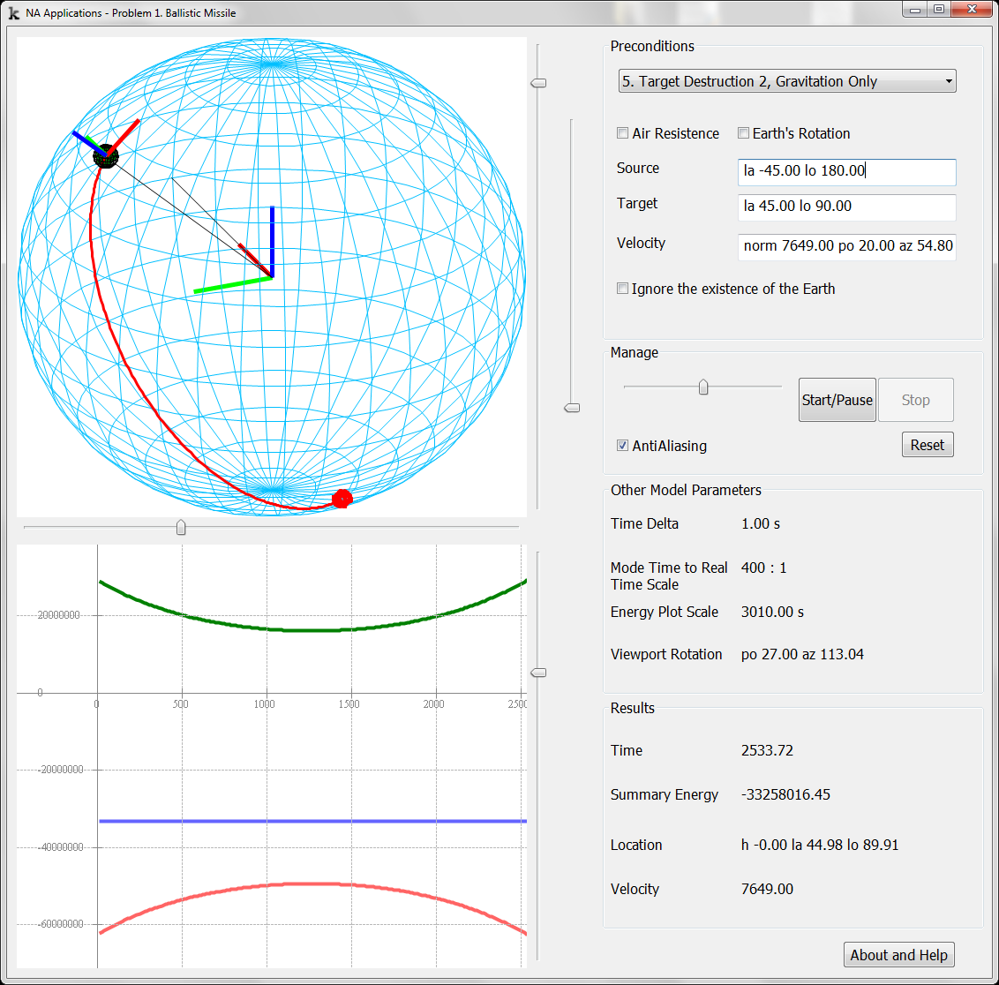 NA Applications - Problem 1. Ballistic Missile
Preconditions
5. Target Destruction 2, Gravitation Only
Air Resistence
Earth's Rotation
Source
la -45.00 lo 180.00
Target
la 45.00 lo 90.00
Velocity
norm 7649.00 po 20.00 az 54.80
Ignore the existence of the Earth
Manage
Start/Pause
Stop
AntiAliasing
Reset
Other Model Parameters
Time Delta
1.00 s
Mode Time to Real
Time Scale
400 : 1
Energy Plot Scale
3010.00 s
Viewport Rotation
po 27.00 az 113.04
20000000
0
0
500
1000
1500
2000
2500
-20000000
-40000000
-60000000
Results
Time
2533.72
Summary Energy
-33258016.45
Location
h -0.00 la 44.98 lo 89.91
Velocity
7649.00
About and Help